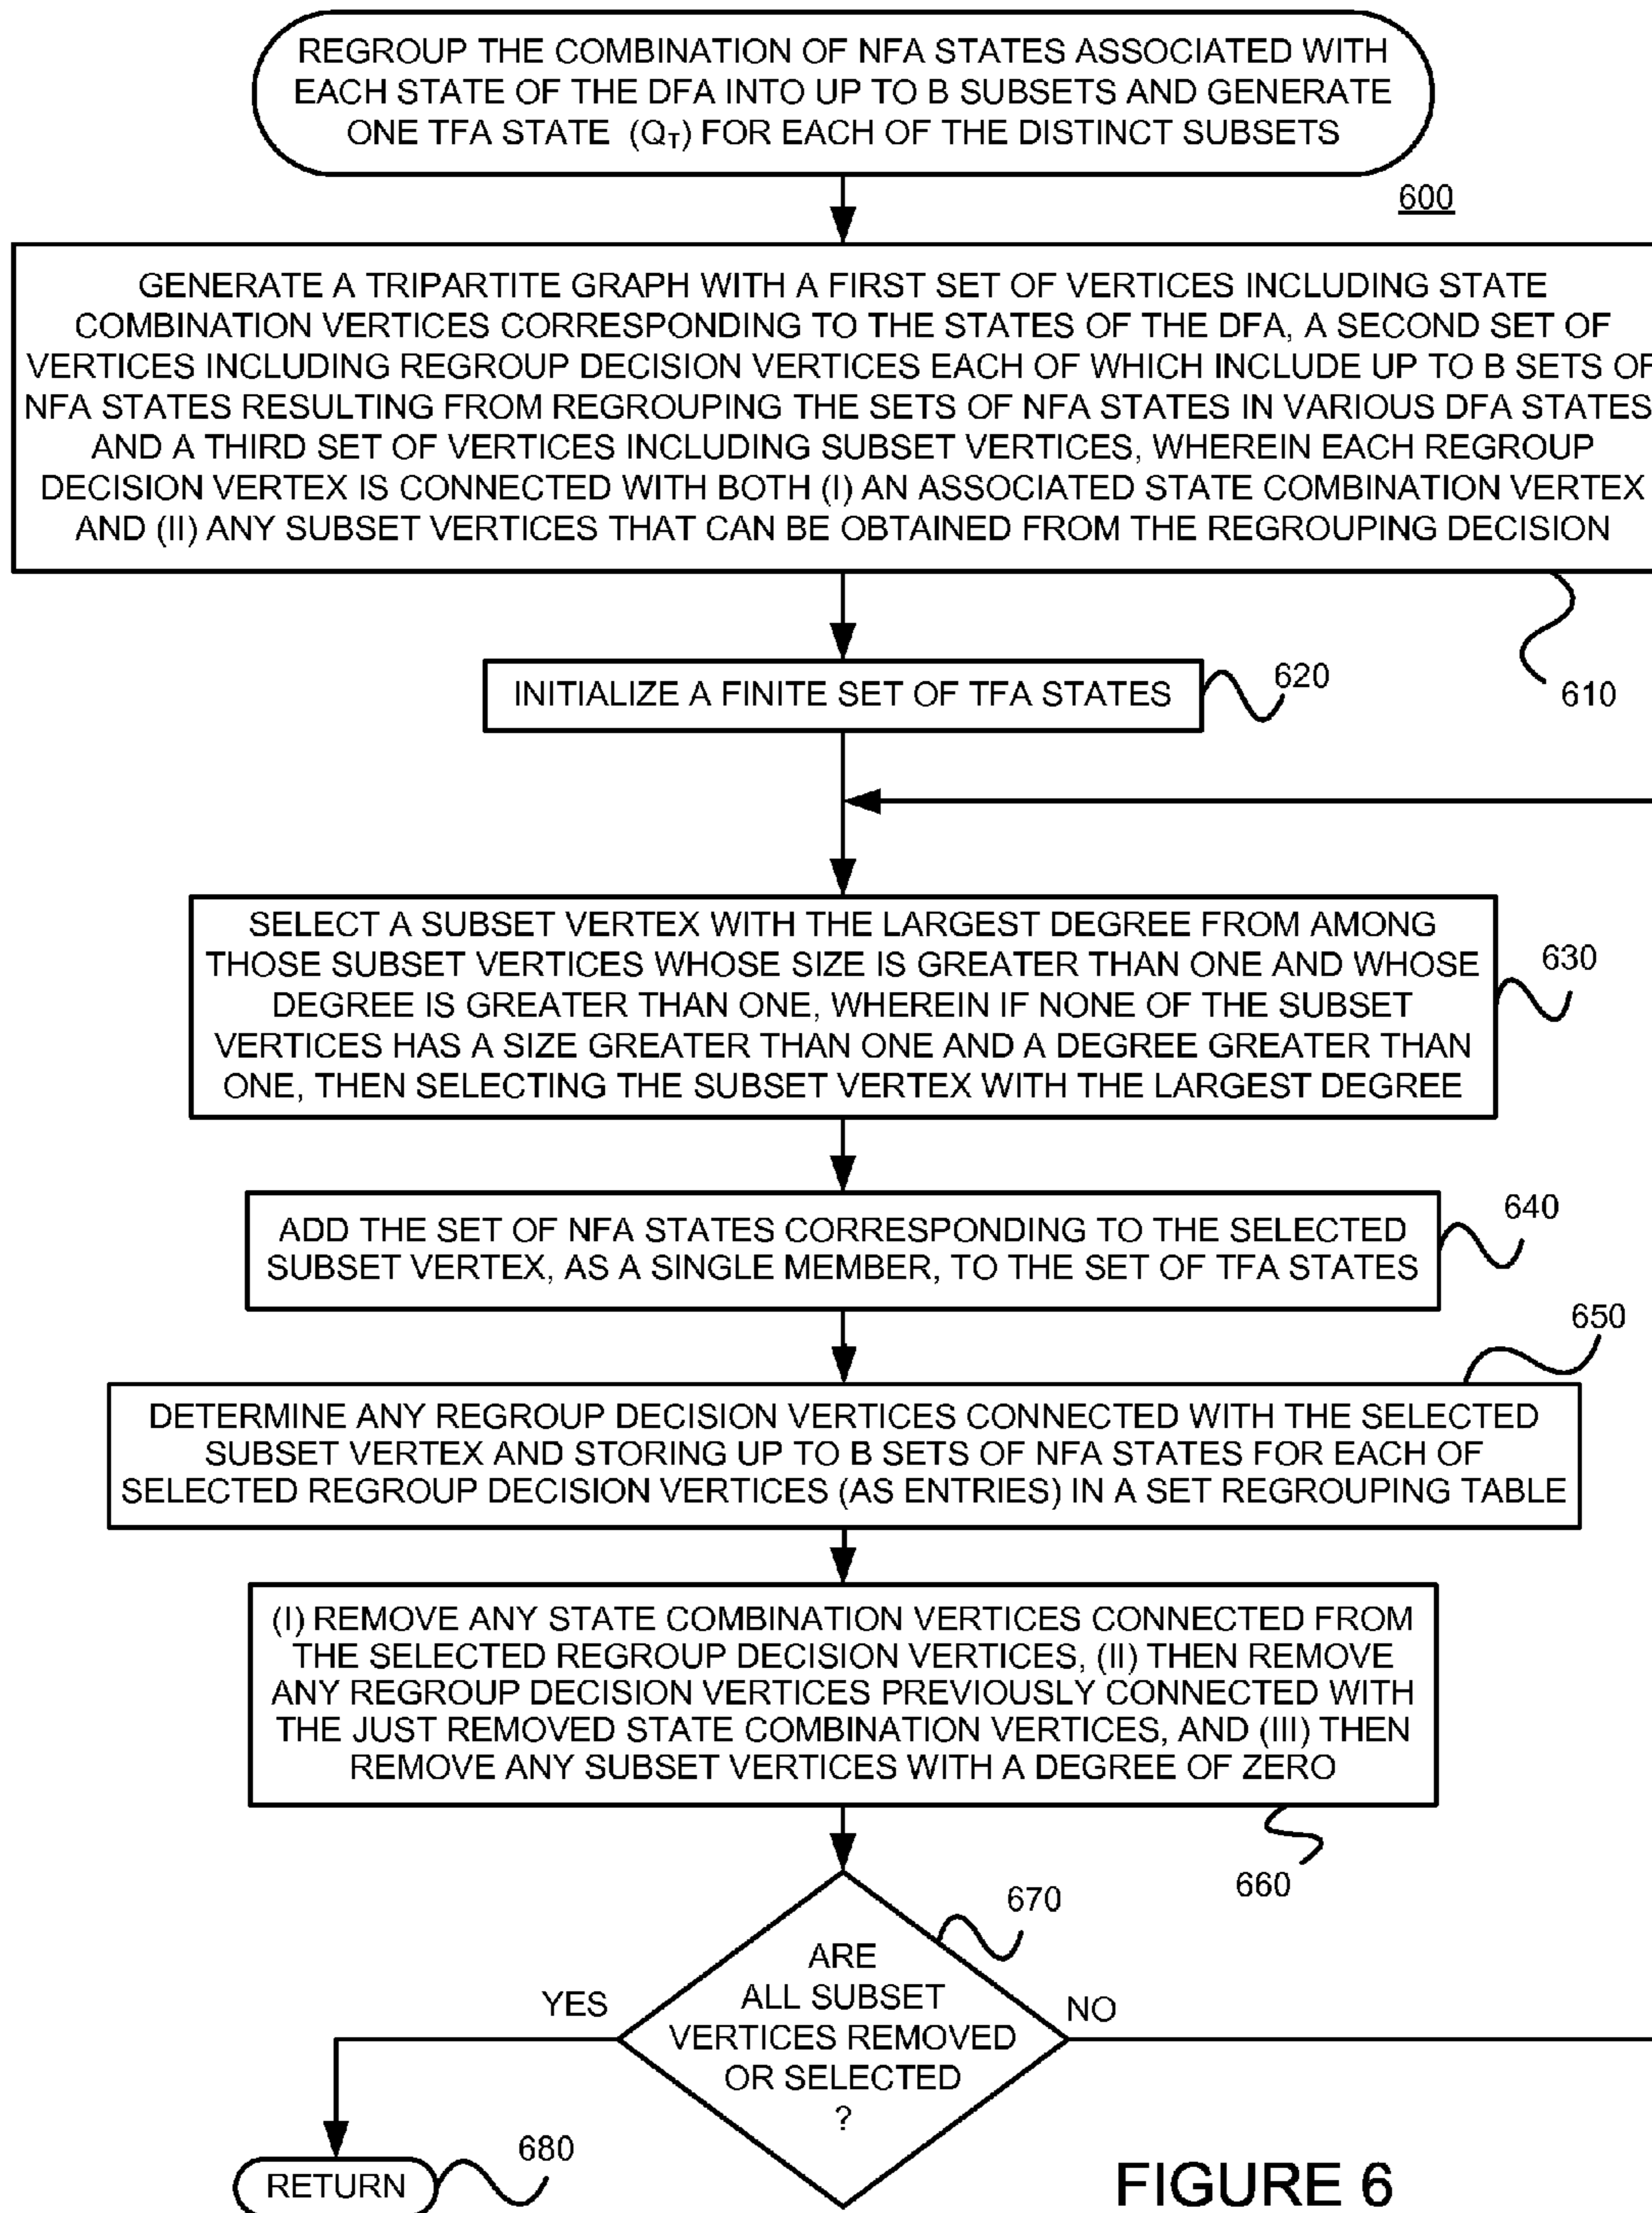 REGROUP THE COMBINATION OF NFA STATES ASSOCIATED WITH
EACH STATE OF THE DFA INTO UP TO B SUBSETS AND GENERATE
ONE TFA STATE (QT) FOR EACH OF THE DISTINCT SUBSETS
600
GENERATE A TRIPARTITE GRAPH WITH A FIRST SET OF VERTICES INCLUDING STATE
COMBINATION VERTICES CORRESPONDING TO THE STATES OF THE DFA, A SECOND SET OF
VERTICES INCLUDING REGROUP DECISION VERTICES EACH OF WHICH INCLUDE UP TO B SETS OF
NFA STATES RESULTING FROM REGROUPING THE SETS OF NFA STATES IN VARIOUS DFA STATES
AND A THIRD SET OF VERTICES INCLUDING SUBSET VERTICES, WHEREIN EACH REGROUP
DECISION VERTEX IS CONNECTED WITH BOTH (I) AN ASSOCIATED STATE COMBINATION VERTEX
AND (II) ANY SUBSET VERTICES THAT CAN BE OBTAINED FROM THE REGROUPING DECISION
610
INITIALIZE A FINITE SET OF TFA STATES
620
SELECT A SUBSET VERTEX WITH THE LARGEST DEGREE FROM AMONG
THOSE SUBSET VERTICES WHOSE SIZE IS GREATER THAN ONE AND WHOSE
DEGREE IS GREATER THAN ONE, WHEREIN IF NONE OF THE SUBSET
VERTICES HAS A SIZE GREATER THAN ONE AND A DEGREE GREATER THAN
ONE, THEN SELECTING THE SUBSET VERTEX WITH THE LARGEST DEGREE
630
ADD THE SET OF NFA STATES CORRESPONDING TO THE SELECTED
SUBSET VERTEX, AS A SINGLE MEMBER, TO THE SET OF TFA STATES
640
650
DETERMINE ANY REGROUP DECISION VERTICES CONNECTED WITH THE SELECTED
SUBSET VERTEX AND STORING UP TO B SETS OF NFA STATES FOR EACH OF
SELECTED REGROUP DECISION VERTICES (AS ENTRIES) IN A SET REGROUPING TABLE
(I) REMOVE ANY STATE COMBINATION VERTICES CONNECTED FROM
THE SELECTED REGROUP DECISION VERTICES, (II) THEN REMOVE
ANY REGROUP DECISION VERTICES PREVIOUSLY CONNECTED WITH
THE JUST REMOVED STATE COMBINATION VERTICES, AND (III) THEN
REMOVE ANY SUBSET VERTICES WITH A DEGREE OF ZERO
660
670
ARE
ALL SUBSET
VERTICES REMOVED
OR SELECTED
?
YES
NO
RETURN
680
FIGURE 6